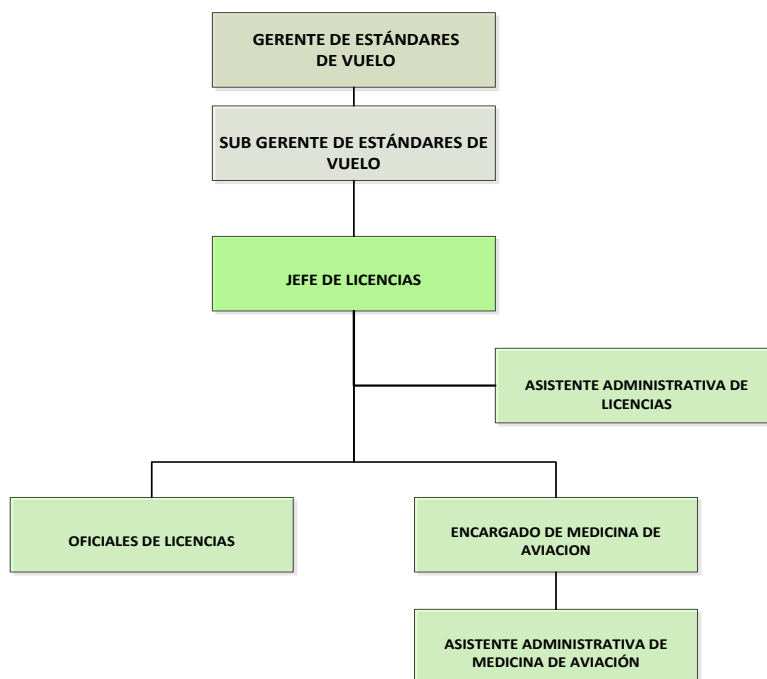 GERENTE DE ESTÁNDARES
DE VUELO
SUB GERENTE DE ESTÁNDARES DE
VUELO
JEFE DE LICENCIAS
ASISTENTE ADMINISTRATIVA DE
LICENCIAS
OFICIALES DE LICENCIAS
ENCARGADO DE MEDICINA DE
AVIACION
ASISTENTE ADMINISTRATIVA DE
MEDICINA DE AVIACIÓN